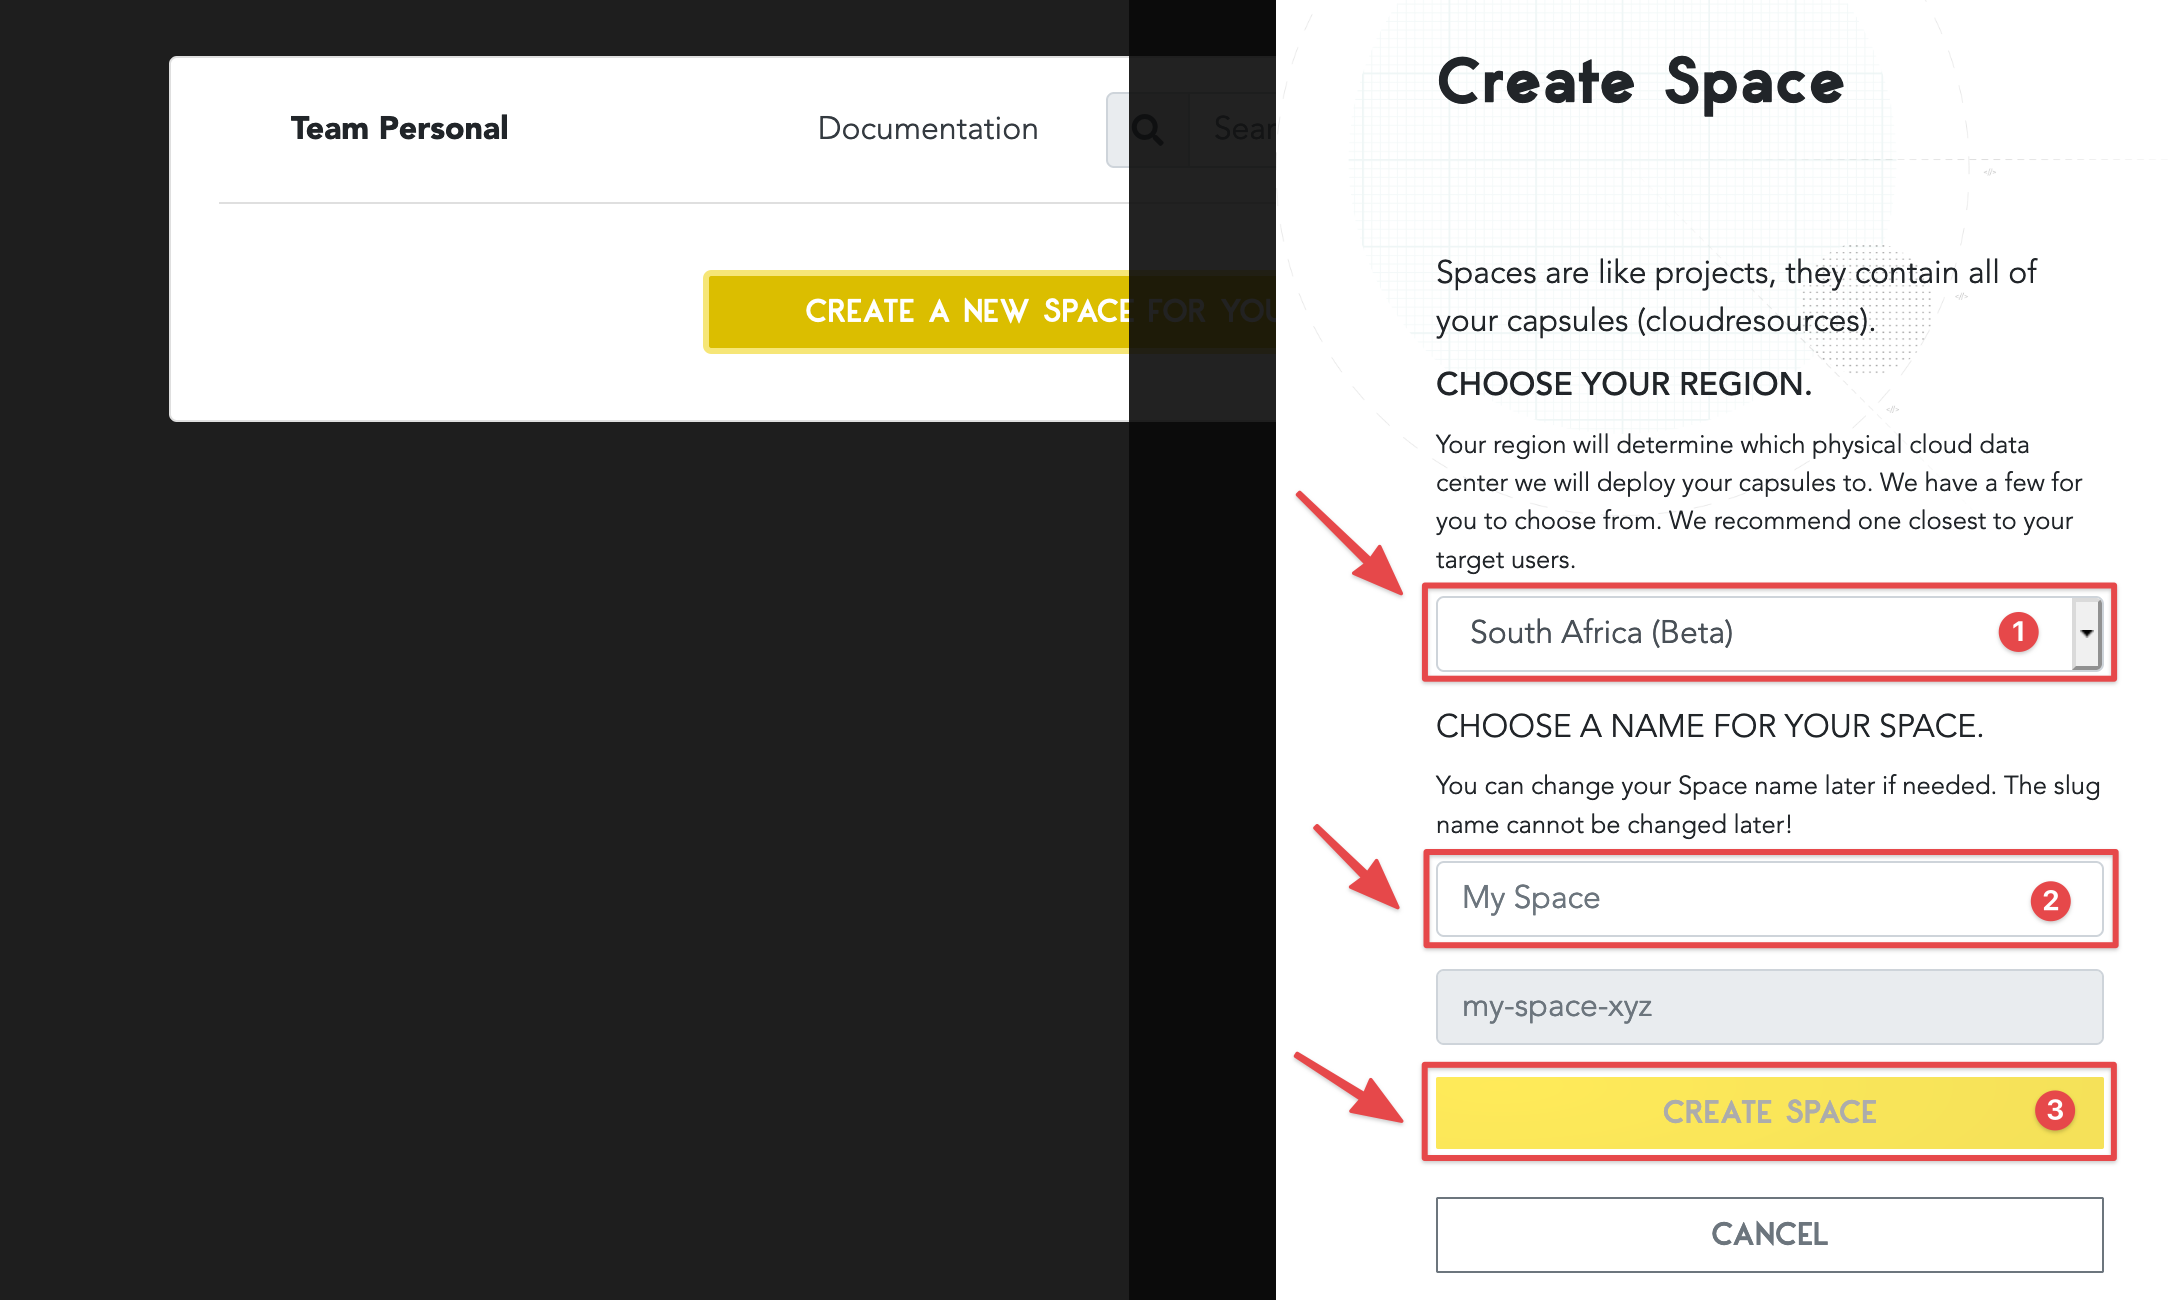 Team Personal
Documentation
Sear
CREATE A NEW SPACE FOR YOU
Create Space
Spaces are like projects, they contain all of
your capsules (cloudresources).
CHOOSE YOUR REGION.
Your region will determine which physical cloud data
center we will deploy your capsules to. We have a few for
you to choose from. We recommend one closest to your
target users.
South Africa (Beta)
1
CHOOSE A NAME FOR YOUR SPACE.
You can change your Space name later if needed. The slug
name cannot be changed later!
My Space
2
my-space-xyz
CREATE SPACE
3
CANCEL